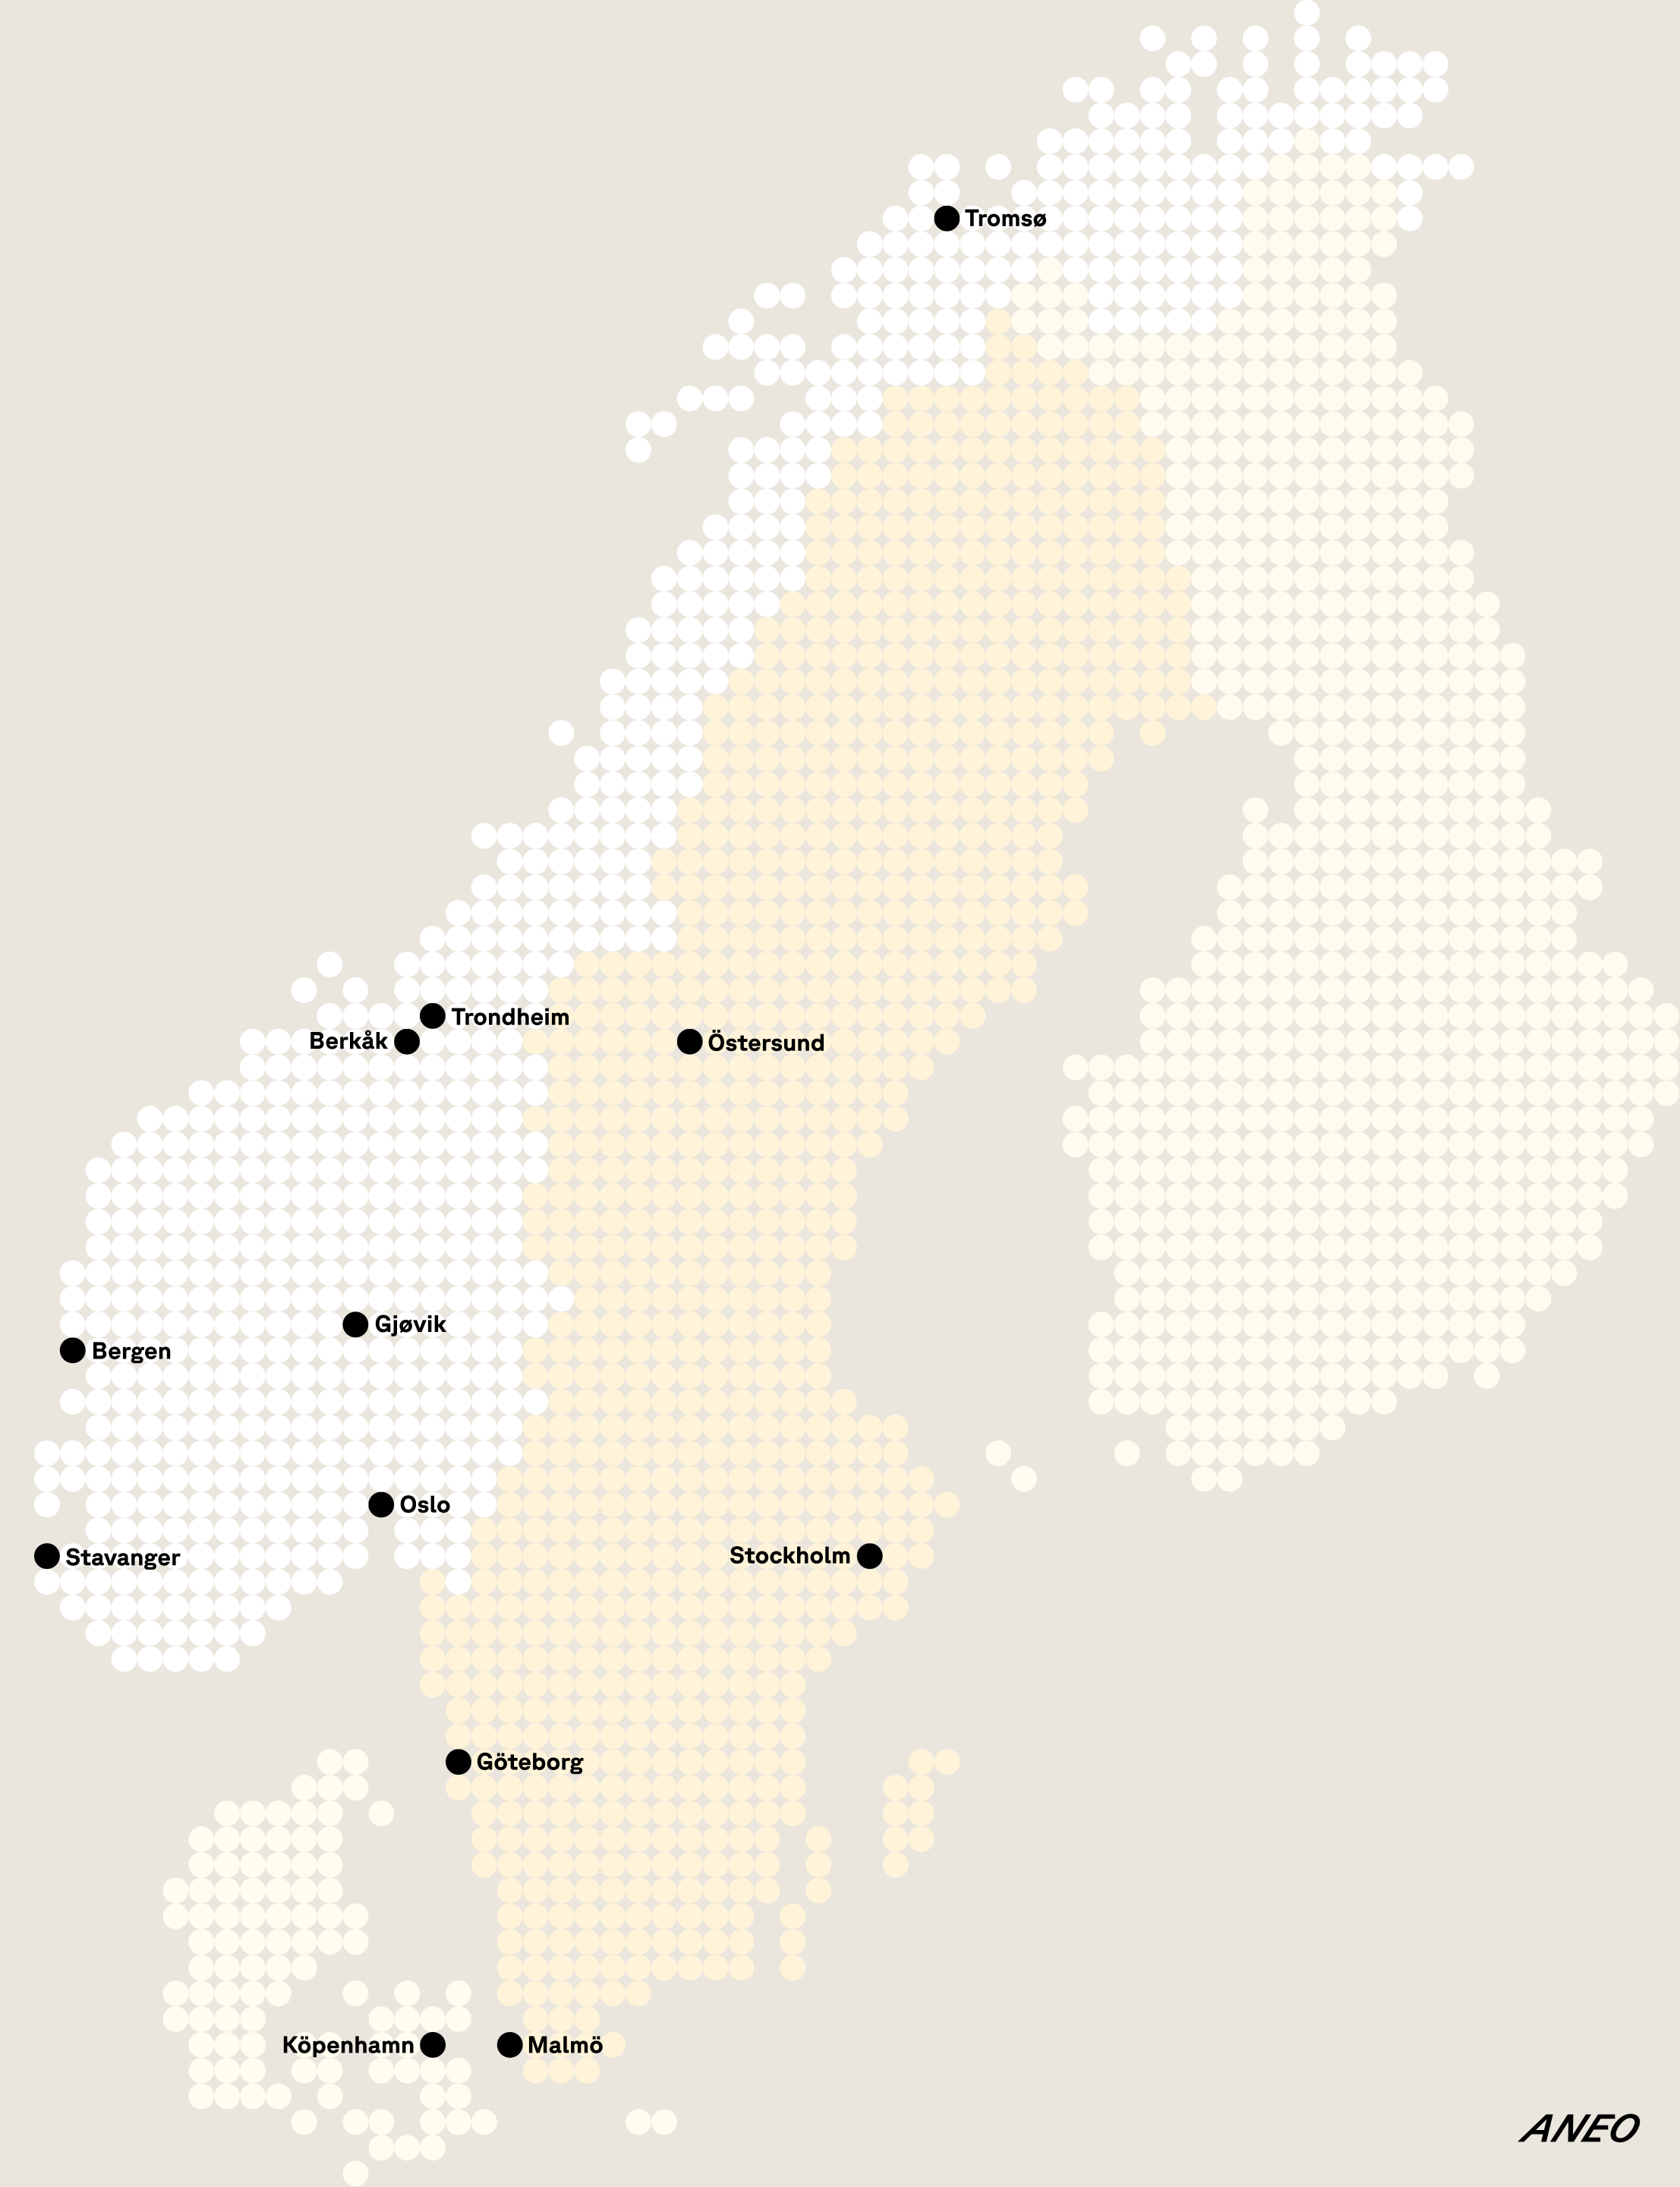 Tromsø
Trondheim
Berkåk
Östersund
Gjøvik
Bergen
Oslo
Stavanger
Stockholm
Göteborg
Köpenhamn
Malmö
ANEO